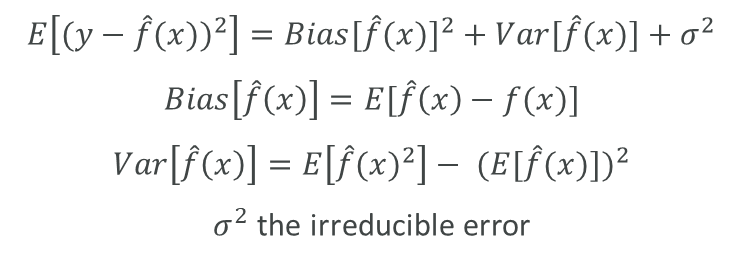 E[(y − f̂(x))²] = Bias[f̂(x)]² + Var[f̂(x)] + σ²
Bias[f̂(x)] = E[f̂(x) − f(x)]
Var[f̂(x)] = E[f̂(x)²] − (E[f̂(x)])²
σ² the irreducible error